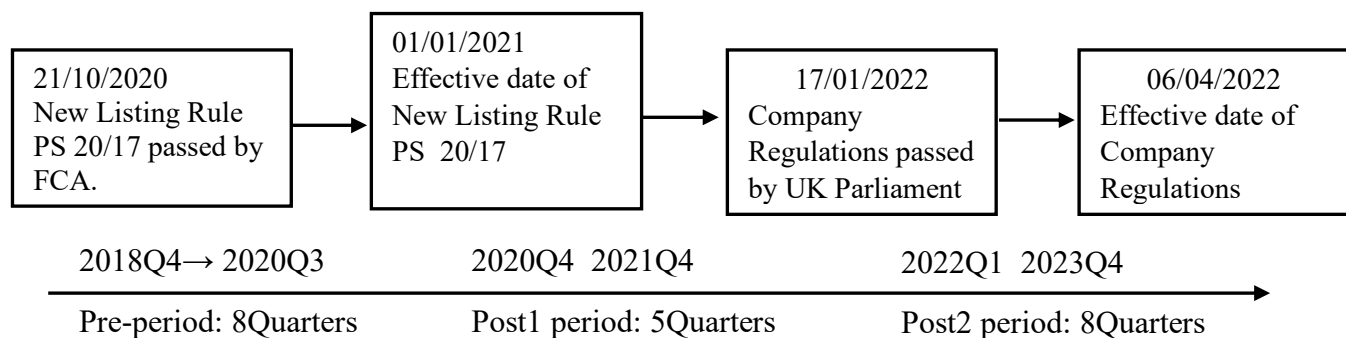 21/10/2020
New Listing Rule
PS 20/17 passed by
FCA.
01/01/2021
Effective date of
New Listing Rule
PS 20/17
17/01/2022
Company
Regulations passed
by UK Parliament
06/04/2022
Effective date of
Company
Regulations
2018Q4→ 2020Q3
2020Q4 2021Q4
2022Q1 2023Q4
Pre-period: 8Quarters
Post1 period: 5Quarters
Post2 period: 8Quarters